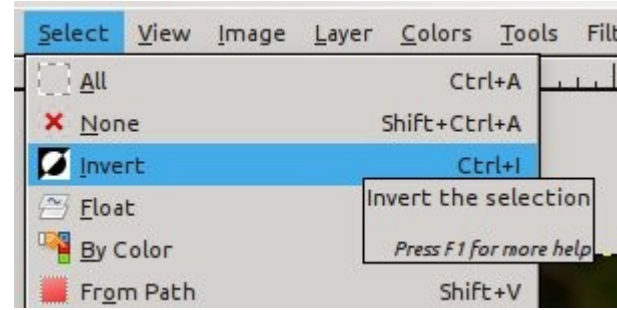 Select View Image Layer Colors Tools Filt
All Ctrl+A
None Shift+Ctrl+A
Invert Ctrl+I
Invert the selection
Float
By Color Press F1 for more help
From Path Shift+V